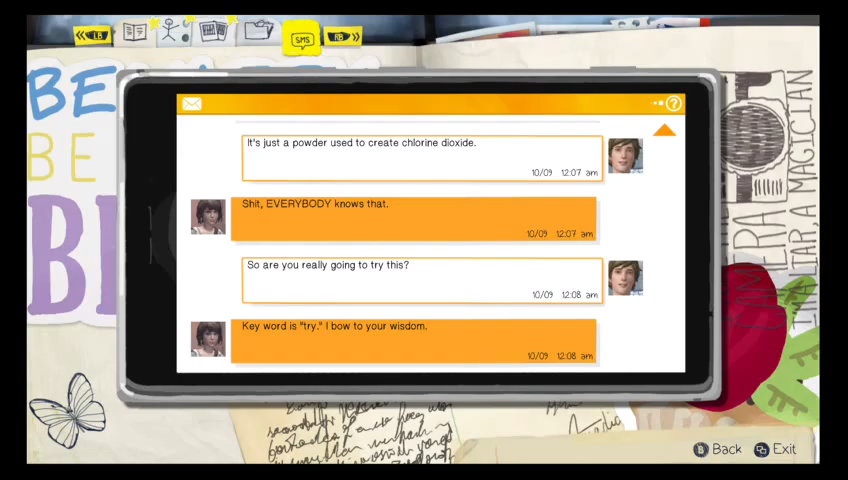 LB
SMS
RB
BE
BE
B
It's just a powder used to create chlorine dioxide.
10/09 12:07 am
Shit, EVERYBODY knows that.
10/09 12:07 am
So are you really going to try this?
10/09 12:08 am
Key word is "try." I bow to your wisdom.
10/09 12:08 am
?
CAMERA
A MAGICIAN
B Back Exit